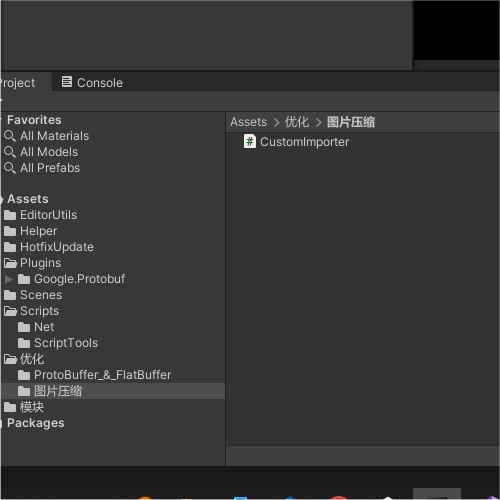 Project
Console
Favorites
All Materials
All Models
All Prefabs
Assets
EditorUtils
Helper
HotfixUpdate
Plugins
Google.Protobuf
Scenes
Scripts
Net
ScriptTools
优化
ProtoBuffer_&_FlatBuffer
图片压缩
模块
Packages
Assets > 优化 > 图片压缩
# CustomImporter